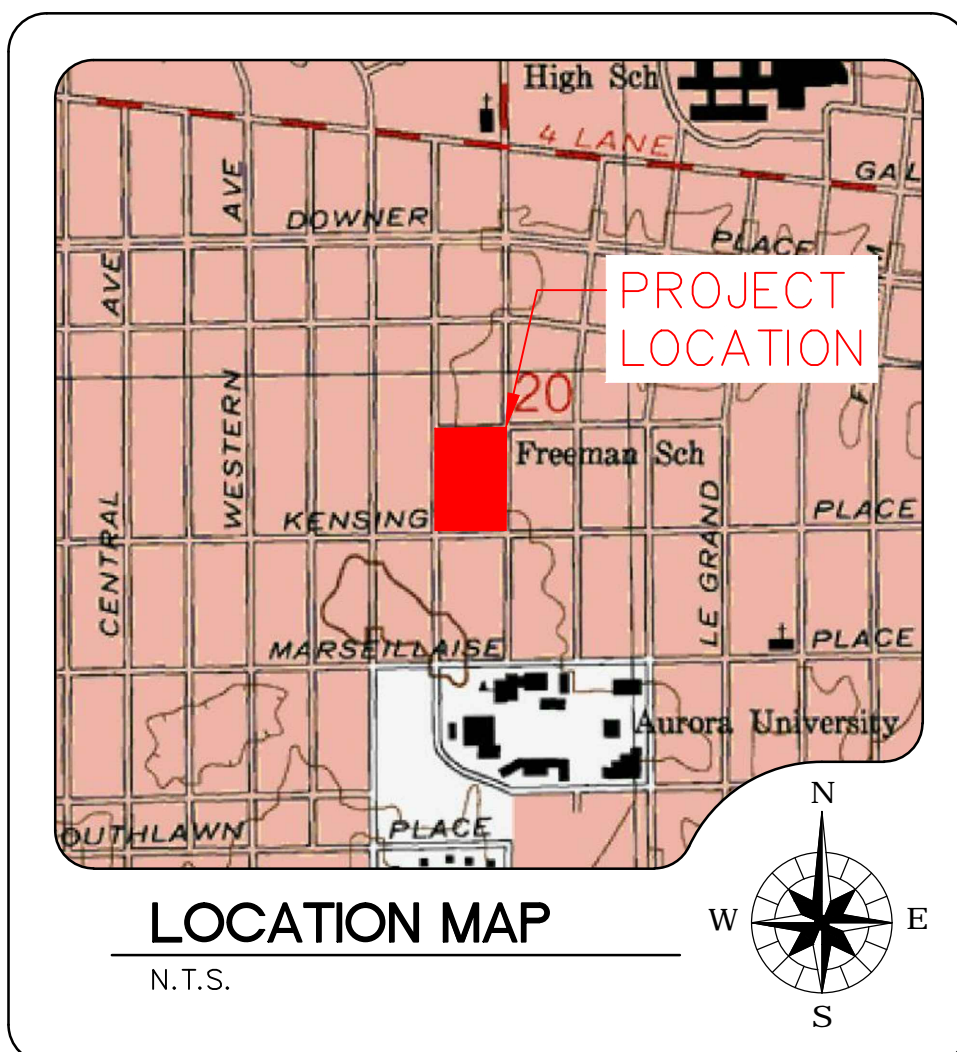 High Sch
4 LANE
GAL
AVE
DOWNER
PLACE
AVE
PROJECT
LOCATION
20
WESTERN
Freeman Sch
CENTRAL
KENSING
PLACE
LE GRAND
MARSEILLAISE
PLACE
Aurora University
OUTHLAWN
PLACE
N
W
E
S
LOCATION MAP
N.T.S.